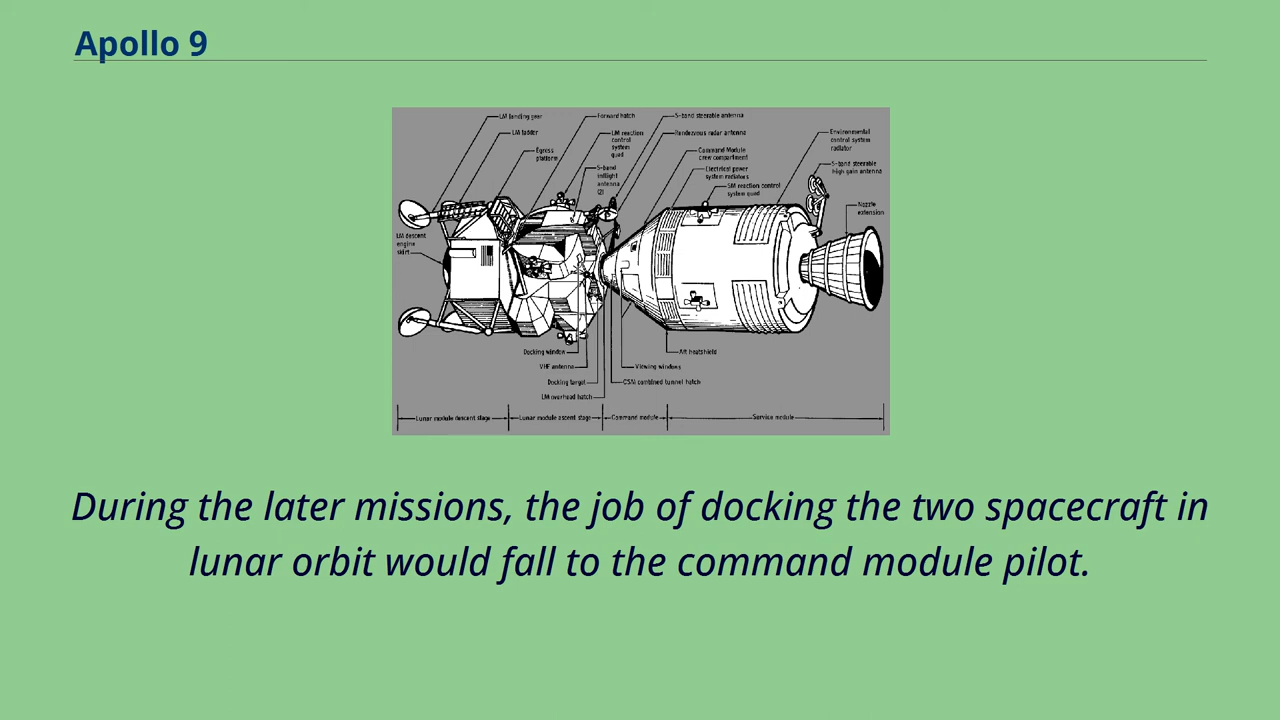 Apollo 9
LM landing gear
Forward hatch
S-band steerable antenna
LM ladder
LM reaction
control
system
quad
Rendezvous radar antenna
Environmental
control system
radiator
Egress
platform
Command Module
crew compartment
S-band
inflight
antenna
(2)
Electrical power
system radiators
S-band steerable
high gain antenna
SM reaction control
system quad
Nozzle
extension
LM descent
engine
skirt
Docking window
Aft heatshield
VHF antenna
Viewing windows
Docking target
CSM combined tunnel hatch
LM overhead hatch
Lunar module descent stage
Lunar module ascent stage
Command module
Service module
During the later missions, the job of docking the two spacecraft in
lunar orbit would fall to the command module pilot.